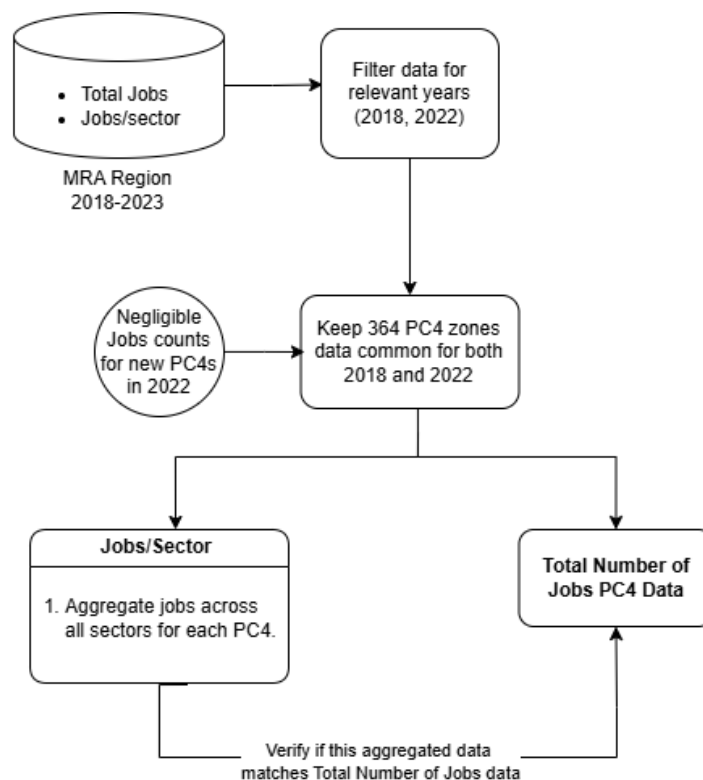 • Total Jobs
• Jobs/sector
MRA Region
2018-2023
Filter data for
relevant years
(2018, 2022)
Negligible
Jobs counts
for new PC4s
in 2022
Keep 364 PC4 zones
data common for both
2018 and 2022
Jobs/Sector
1. Aggregate jobs across
all sectors for each PC4.
Total Number of
Jobs PC4 Data
Verify if this aggregated data
matches Total Number of Jobs data